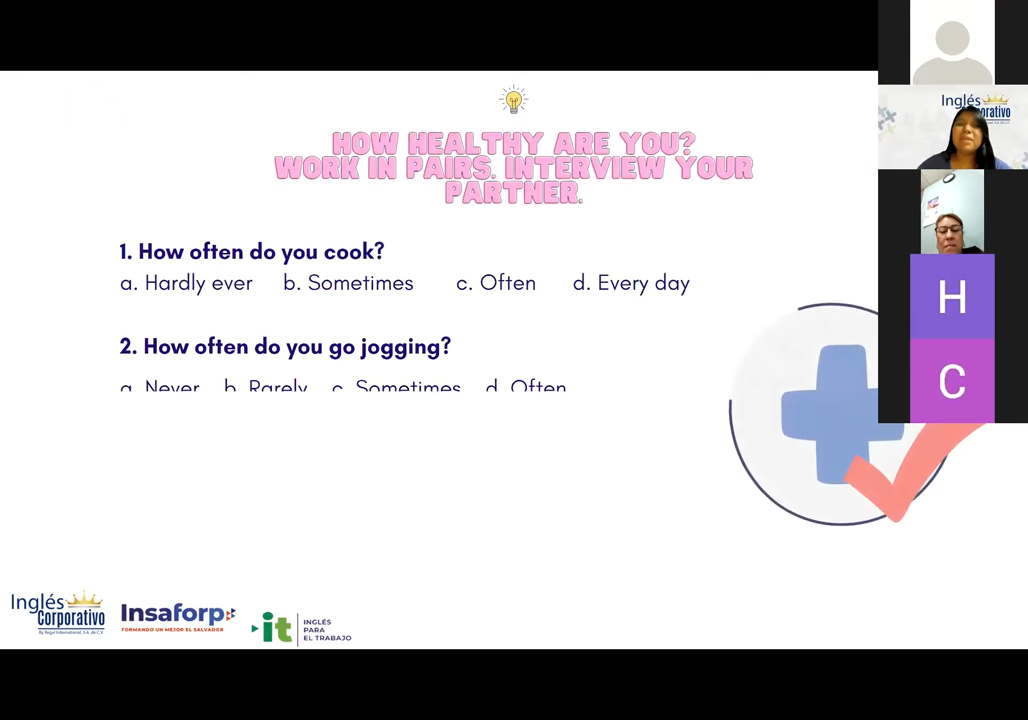 HOW HEALTHY ARE YOU?
WORK IN PAIRS. INTERVIEW YOUR
PARTNER.
1. How often do you cook?
a. Hardly ever b. Sometimes c. Often d. Every day
2. How often do you go jogging?
a. Never b. Rarely c. Sometimes d. Often
Inglés
Corporativo
H
C
Inglés
Corporativo
By Regal International, S.A. de C.V.
Insaforp
FORMANDO UN MEJOR EL SALVADOR
it
INGLÉS
PARA
EL TRABAJO